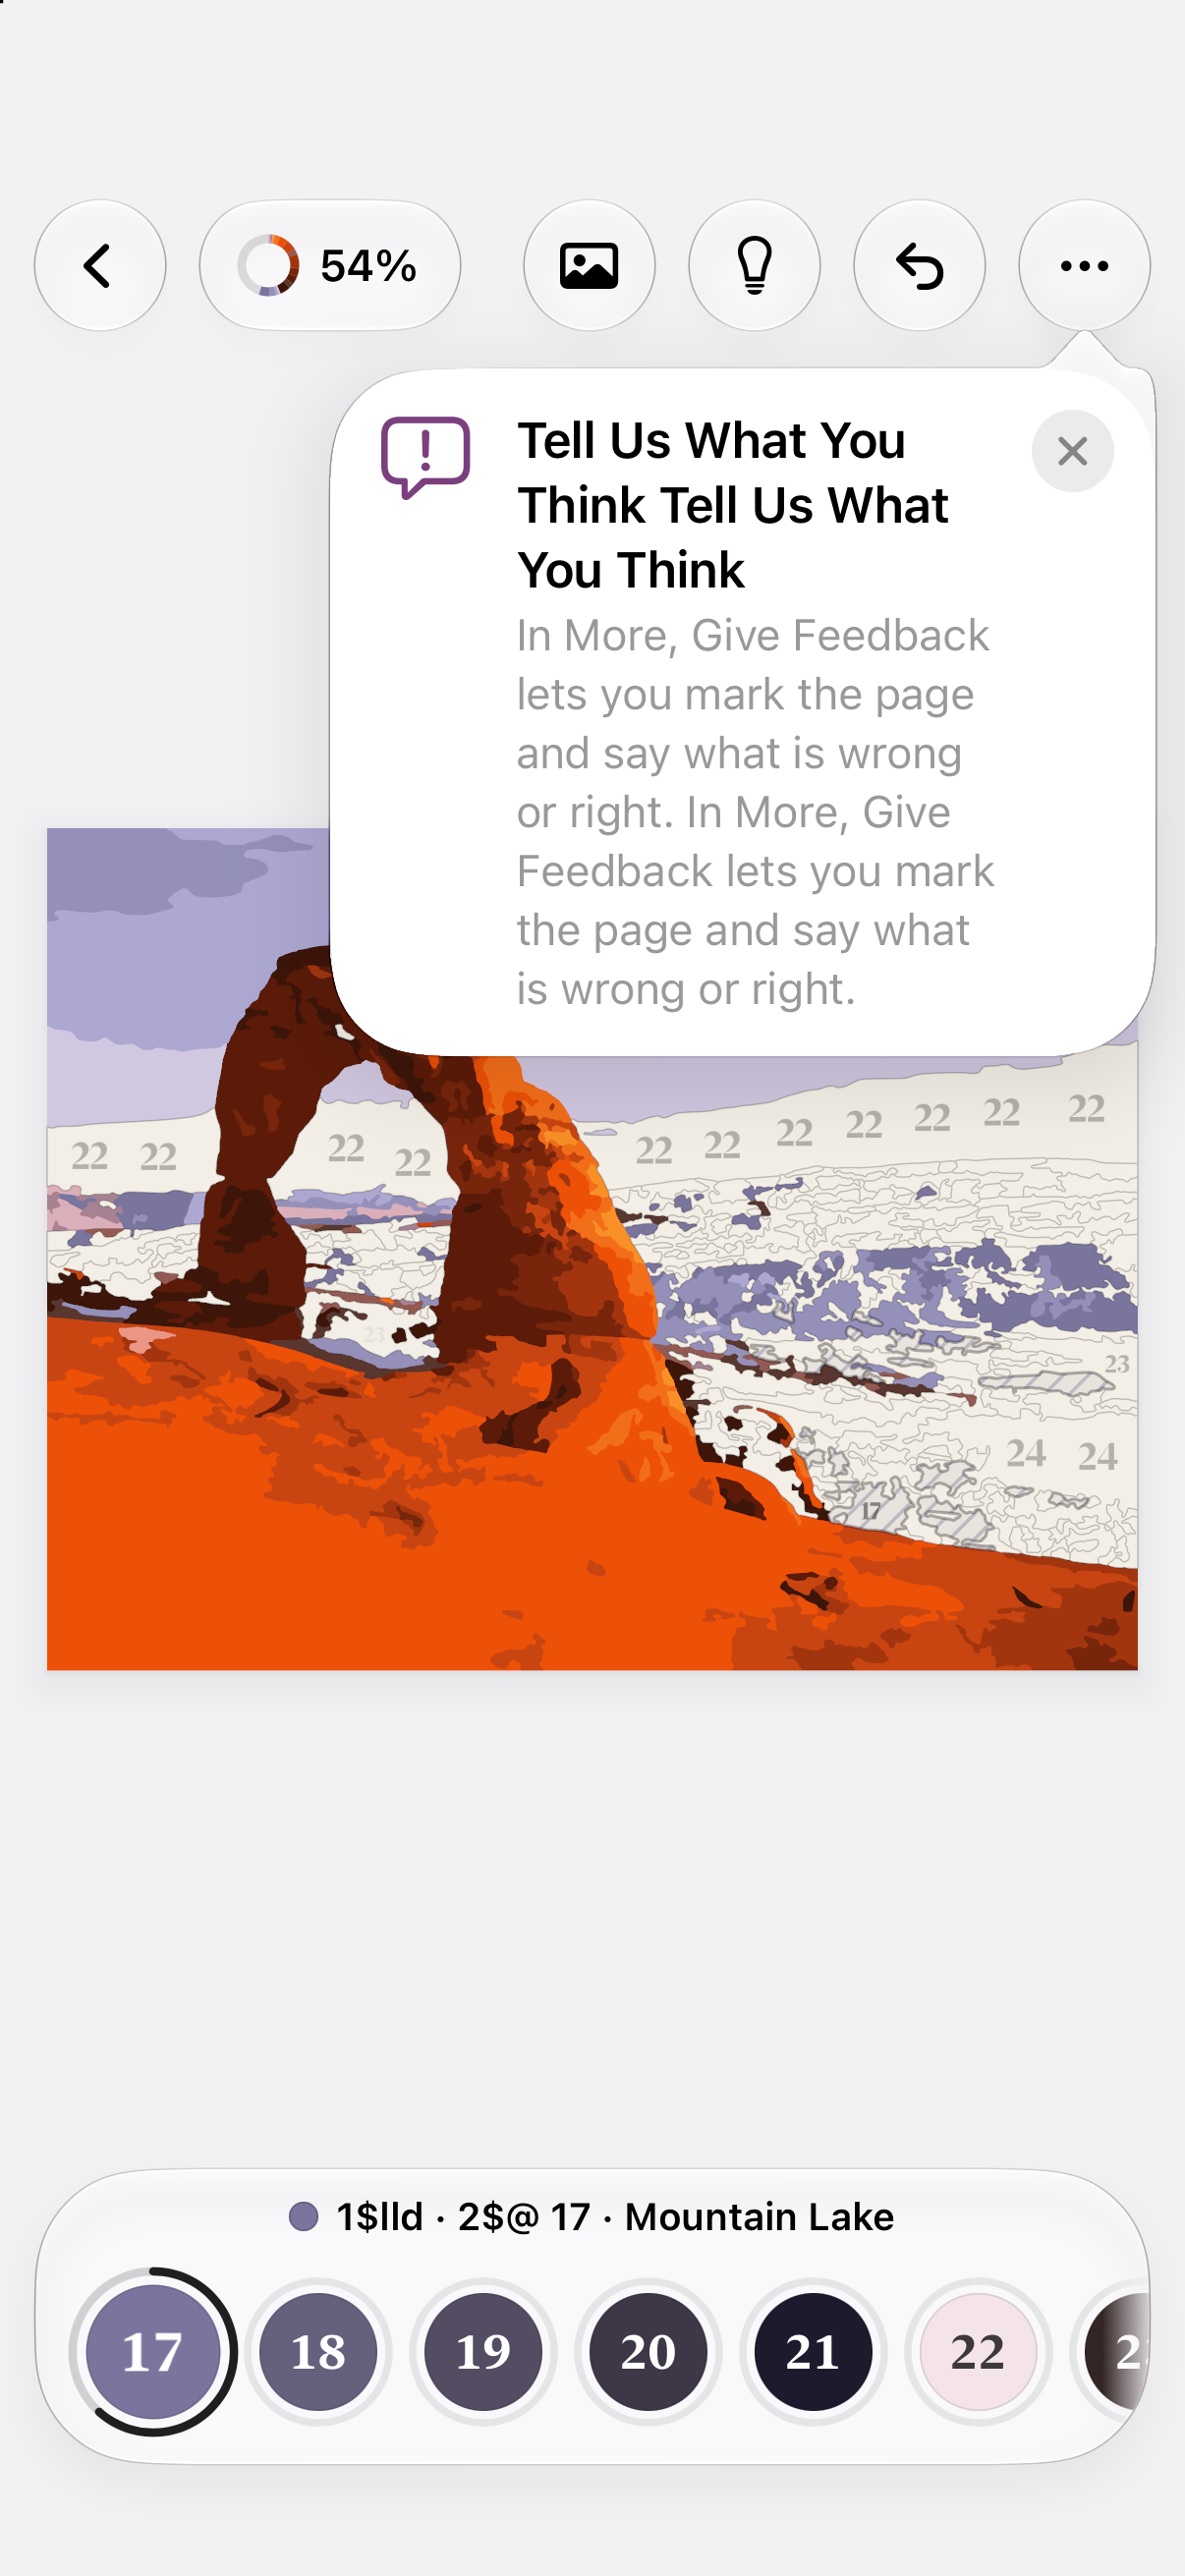 54%
Tell Us What You
Think Tell Us What
You Think
In More, Give Feedback
lets you mark the page
and say what is wrong
or right. In More, Give
Feedback lets you mark
the page and say what
is wrong or right.
22 22 22 22 22 22 22 22 22 22 22
23
23
24 24
17
1$lld · 2$@ 17 · Mountain Lake
17 18 19 20 21 22